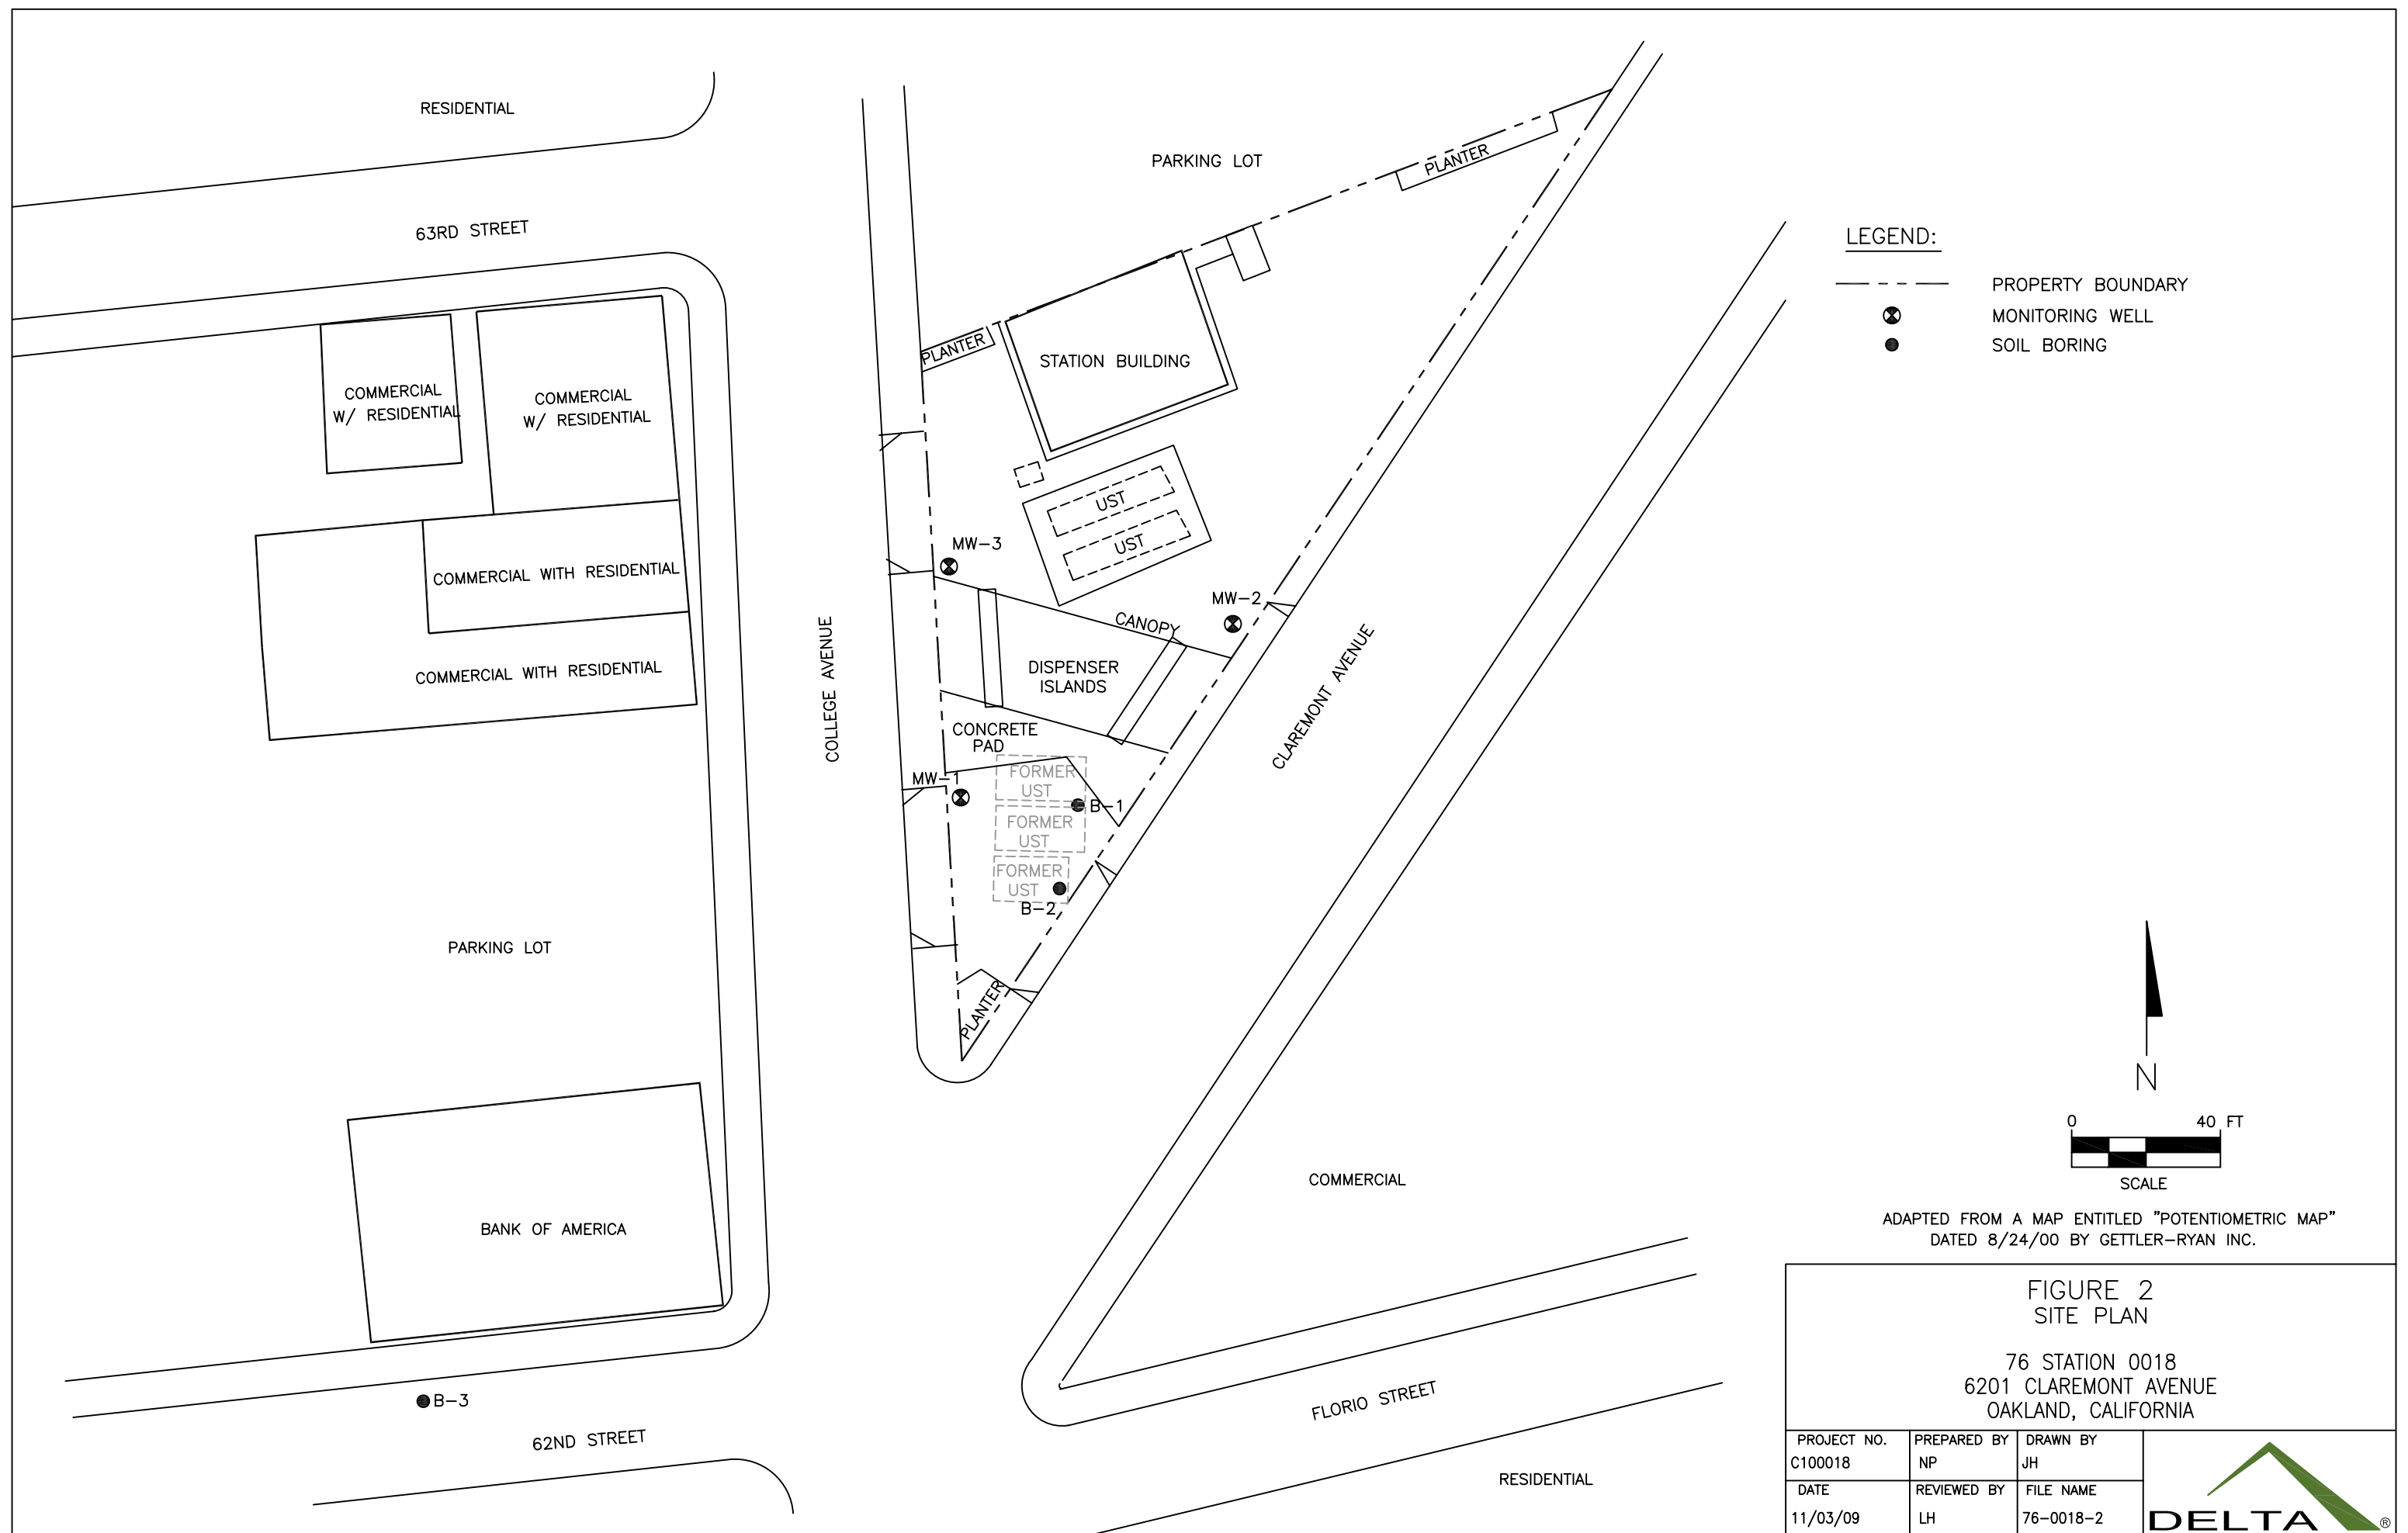 RESIDENTIAL
63RD STREET
PARKING LOT
PLANTER
PLANTER
STATION BUILDING
COMMERCIAL
W/ RESIDENTIAL
COMMERCIAL
W/ RESIDENTIAL
UST
UST
COMMERCIAL WITH RESIDENTIAL
COMMERCIAL WITH RESIDENTIAL
MW-3
MW-2
CANOPY
DISPENSER
ISLANDS
COLLEGE AVENUE
CLAREMONT AVENUE
CONCRETE
PAD
MW-1
FORMER
UST
B-1
FORMER
UST
FORMER
UST
B-2
PLANTER
PARKING LOT
BANK OF AMERICA
B-3
62ND STREET
COMMERCIAL
FLORIO STREET
RESIDENTIAL
LEGEND:
PROPERTY BOUNDARY
MONITORING WELL
SOIL BORING
N
0 40 FT
SCALE
ADAPTED FROM A MAP ENTITLED "POTENTIOMETRIC MAP"
DATED 8/24/00 BY GETTLER-RYAN INC.
FIGURE 2
SITE PLAN
76 STATION 0018
6201 CLAREMONT AVENUE
OAKLAND, CALIFORNIA
PROJECT NO. PREPARED BY DRAWN BY
C100018 NP JH
DATE REVIEWED BY FILE NAME
11/03/09 LH 76-0018-2
DELTA ®